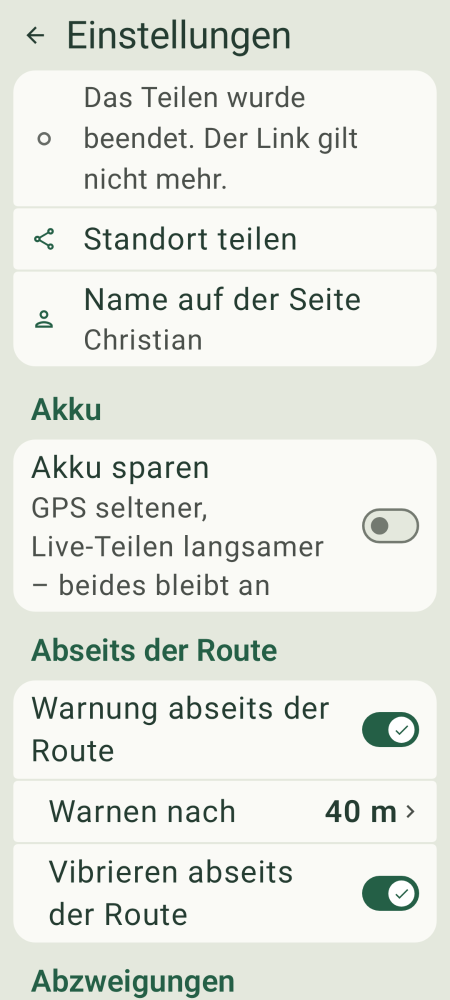 Einstellungen
Das Teilen wurde
beendet. Der Link gilt
nicht mehr.
Standort teilen
Name auf der Seite
Christian
Akku
Akku sparen
GPS seltener,
Live-Teilen langsamer
– beides bleibt an
Abseits der Route
Warnung abseits der
Route
Warnen nach 40 m
Vibrieren abseits
der Route
Abzweigungen